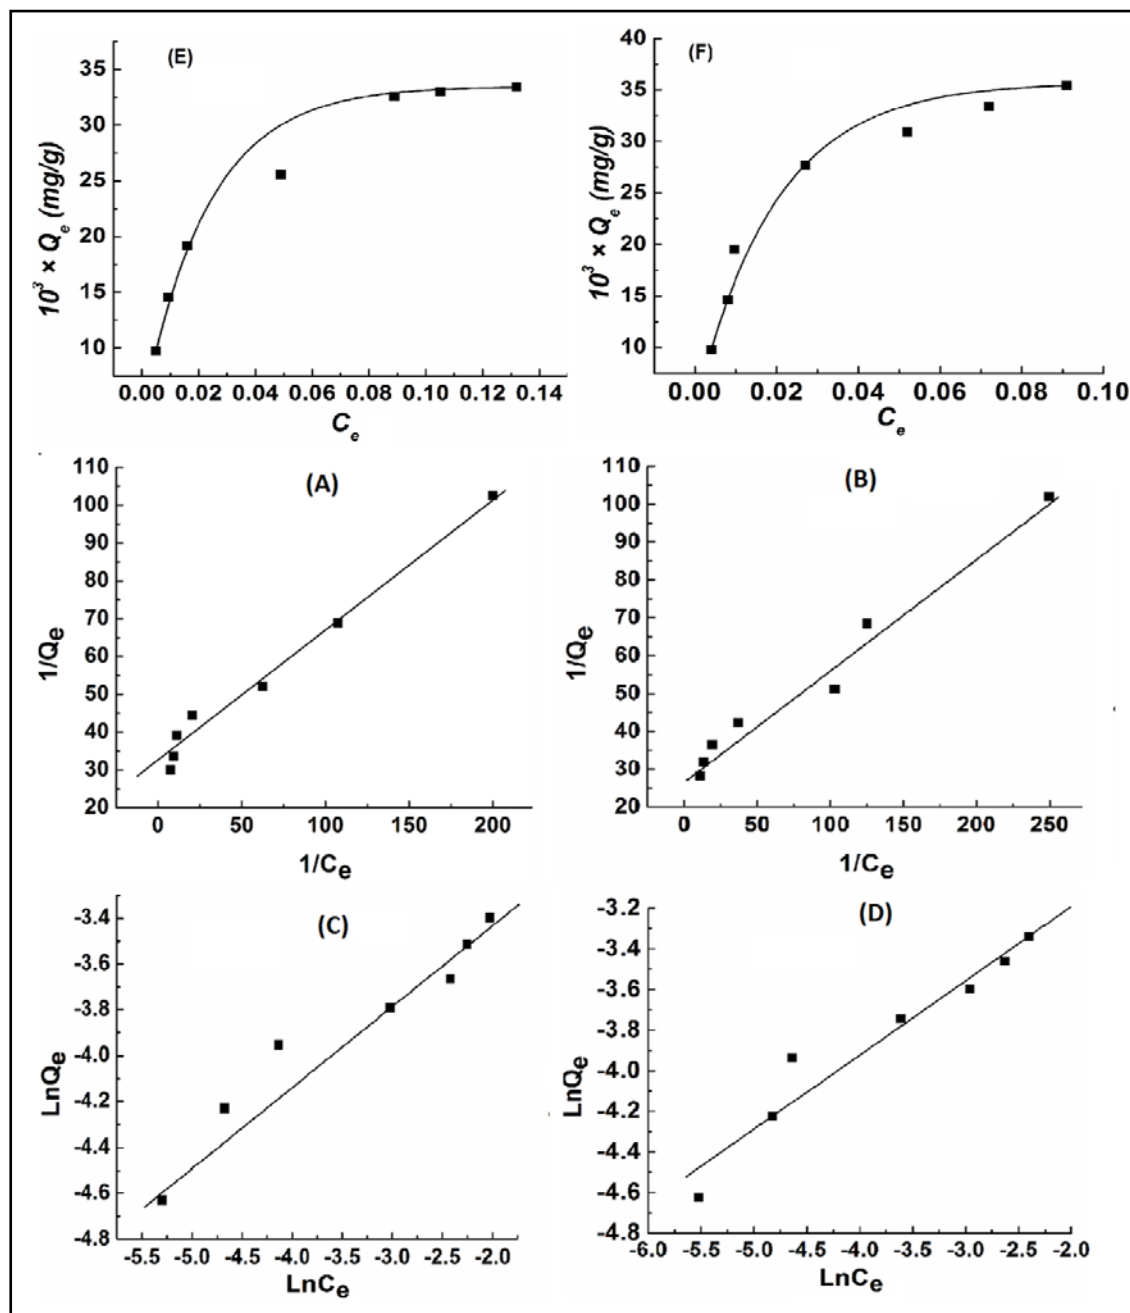 (E)
10³ × Qₑ (mg/g)
35
30
25
20
15
10
0.00 0.02 0.04 0.06 0.08 0.10 0.12 0.14
Cₑ
(F)
10³ × Qₑ (mg/g)
40
35
30
25
20
15
10
0.00 0.02 0.04 0.06 0.08 0.10
Cₑ
(A)
1/Qₑ
110
100
90
80
70
60
50
40
30
20
0 50 100 150 200
1/Cₑ
(B)
1/Qₑ
110
100
90
80
70
60
50
40
30
20
0 50 100 150 200 250
1/Cₑ
(C)
LnQₑ
-3.4
-3.6
-3.8
-4.0
-4.2
-4.4
-4.6
-4.8
-5.5 -5.0 -4.5 -4.0 -3.5 -3.0 -2.5 -2.0
LnCₑ
(D)
LnQₑ
-3.2
-3.4
-3.6
-3.8
-4.0
-4.2
-4.4
-4.6
-4.8
-6.0 -5.5 -5.0 -4.5 -4.0 -3.5 -3.0 -2.5 -2.0
LnCₑ